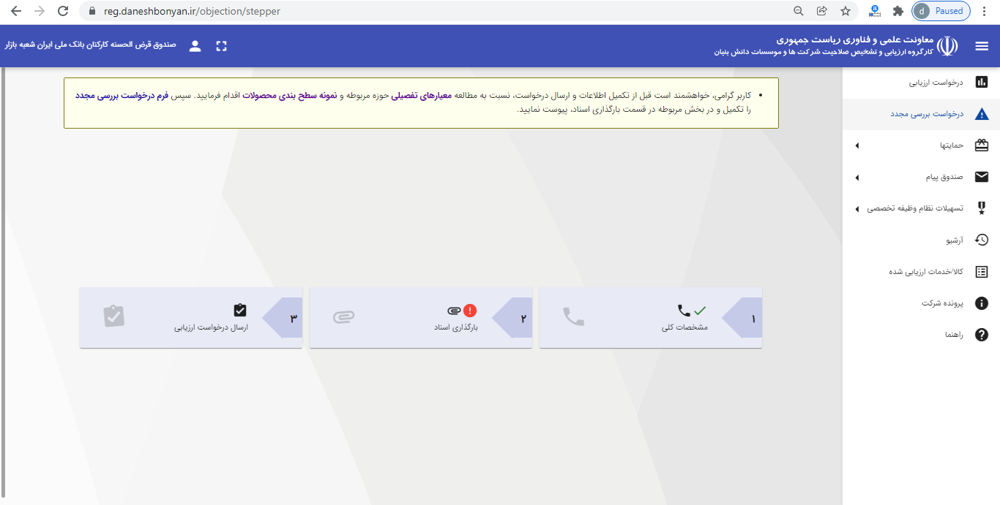 reg.daneshbonyan.ir/objection/stepper
d Paused
معاونت علمی و فناوری ریاست جمهوری
کارگروه ارزیابی و تشخیص صلاحیت شرکت ها و موسسات دانش بنیان
صندوق قرض الحسنه کارکنان بانک ملی ایران شعبه بازار
درخواست ارزیابی
درخواست بررسی مجدد
حمایتها
صندوق پیام
تسهیلات نظام وظیفه تخصصی
آرشیو
کالا/خدمات ارزیابی شده
پرونده شرکت
راهنما
• کاربر گرامی، خواهشمند است قبل از تکمیل اطلاعات و ارسال درخواست، نسبت به مطالعه معیارهای تفصیلی حوزه مربوطه و نمونه سطح بندی محصولات اقدام فرمایید. سپس فرم درخواست بررسی مجدد
را تکمیل و در بخش مربوطه در قسمت بارگذاری اسناد، پیوست نمایید.
۱
مشخصات کلی
۲
بارگذاری اسناد
۳
ارسال درخواست ارزیابی